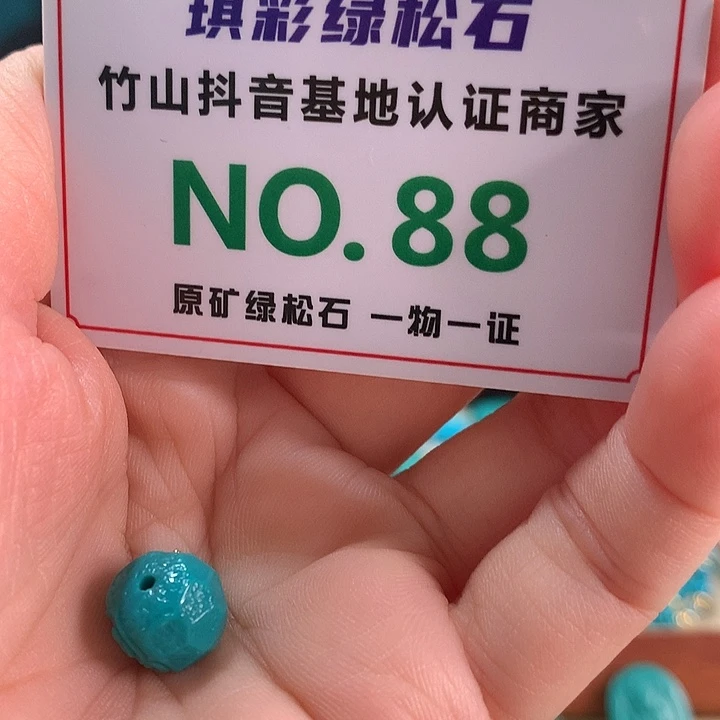 琪彩绿松石
竹山抖音基地认证商家
NO.88
原矿绿松石 一物一证